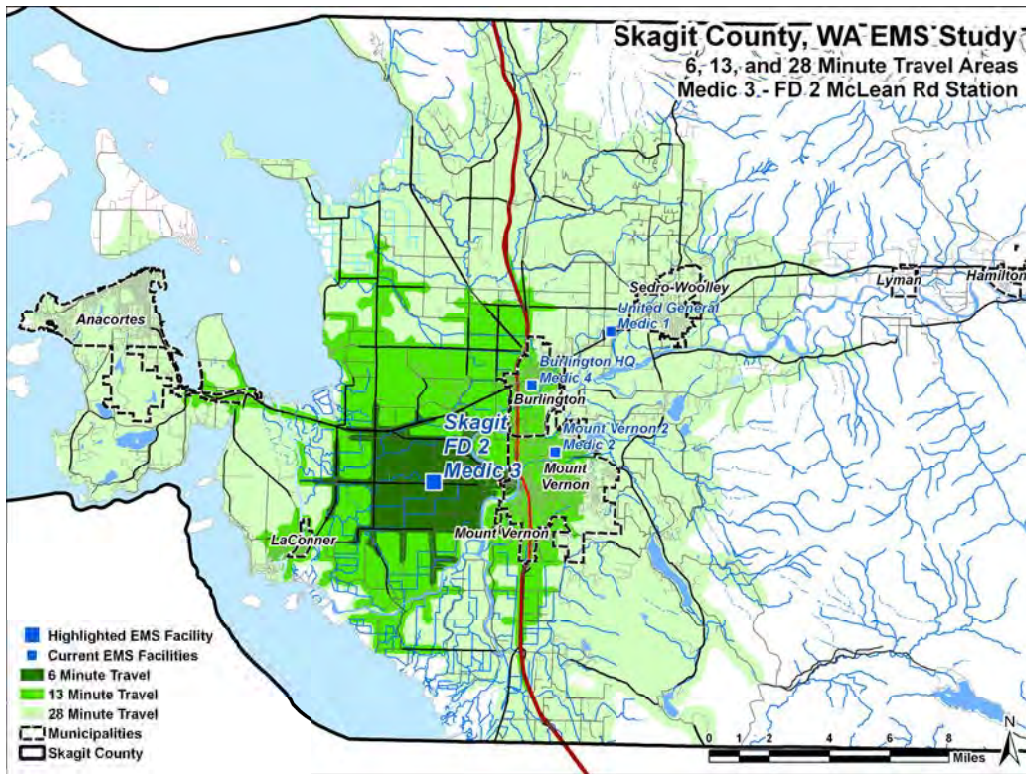 Skagit County, WA EMS Study
6, 13, and 28 Minute Travel Areas
Medic 3 - FD 2 McLean Rd Station
Anacortes
Sedro-Woolley
Lyman
Hamilton
United General
Medic 1
Burlington HQ
Medic 4
Burlington
Skagit
FD 2
Medic 3
Mount Vernon 2
Medic 2
Mount
Vernon
Mount Vernon
LaConner
Highlighted EMS Facility
Current EMS Facilities
6 Minute Travel
13 Minute Travel
28 Minute Travel
Municipalities
Skagit County
0 1 2 4 6 8
Miles
N